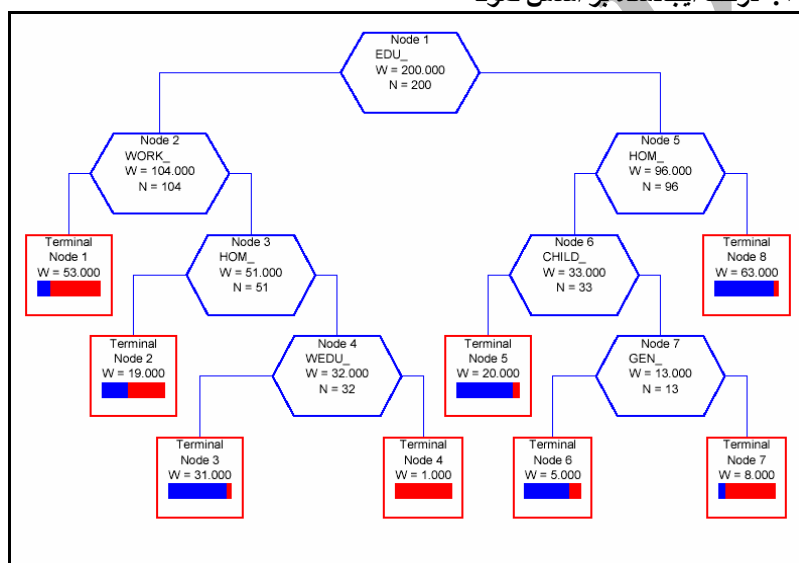 Node 1
EDU_
W = 200.000
N = 200
Node 2
WORK_
W = 104.000
N = 104
Node 5
HOM_
W = 96.000
N = 96
Terminal
Node 1
W = 53.000
Node 3
HOM_
W = 51.000
N = 51
Node 6
CHILD_
W = 33.000
N = 33
Terminal
Node 8
W = 63.000
Terminal
Node 2
W = 19.000
Node 4
WEDU_
W = 32.000
N = 32
Terminal
Node 5
W = 20.000
Node 7
GEN_
W = 13.000
N = 13
Terminal
Node 3
W = 31.000
Terminal
Node 4
W = 1.000
Terminal
Node 6
W = 5.000
Terminal
Node 7
W = 8.000